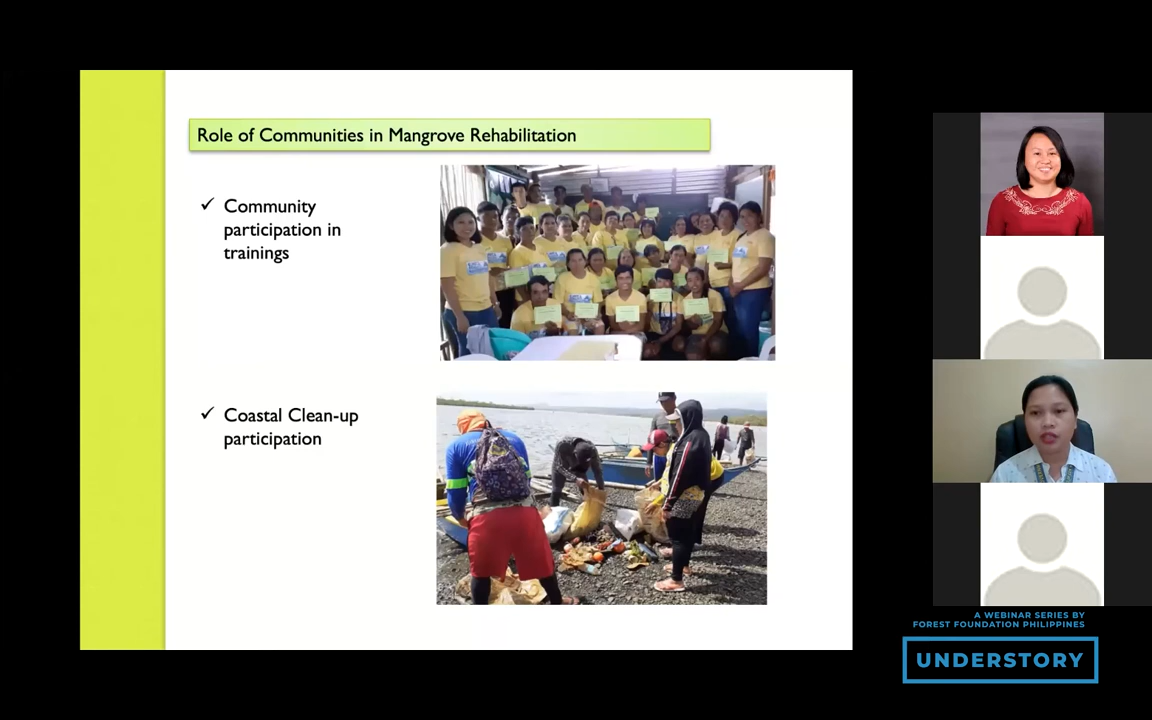 Role of Communities in Mangrove Rehabilitation
✓ Community
participation in
trainings
✓ Coastal Clean-up
participation
A WEBINAR SERIES BY
FOREST FOUNDATION PHILIPPINES
UNDERSTORY